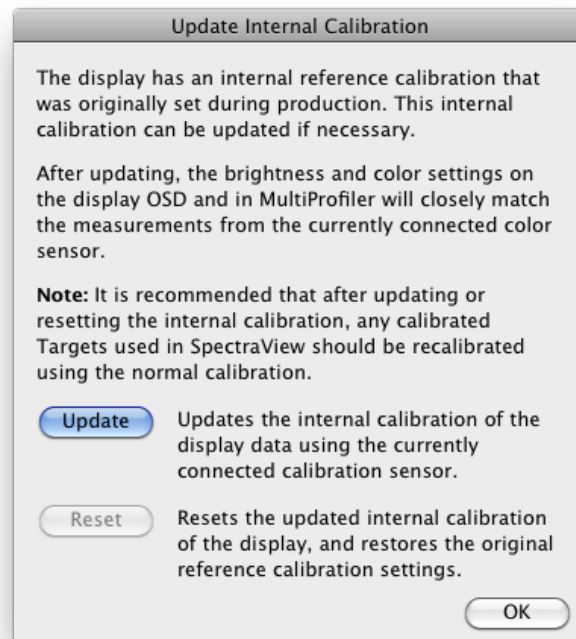 Update Internal Calibration
The display has an internal reference calibration that
was originally set during production. This internal
calibration can be updated if necessary.
After updating, the brightness and color settings on
the display OSD and in MultiProfiler will closely match
the measurements from the currently connected color
sensor.
Note: It is recommended that after updating or
resetting the internal calibration, any calibrated
Targets used in SpectraView should be recalibrated
using the normal calibration.
Update
Updates the internal calibration of the
display data using the currently
connected calibration sensor.
Reset
Resets the updated internal calibration
of the display, and restores the original
reference calibration settings.
OK